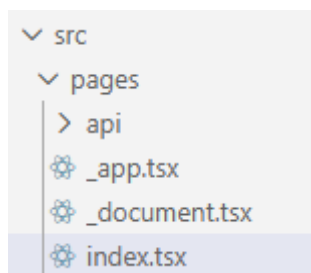 src
pages
api
_app.tsx
_document.tsx
index.tsx